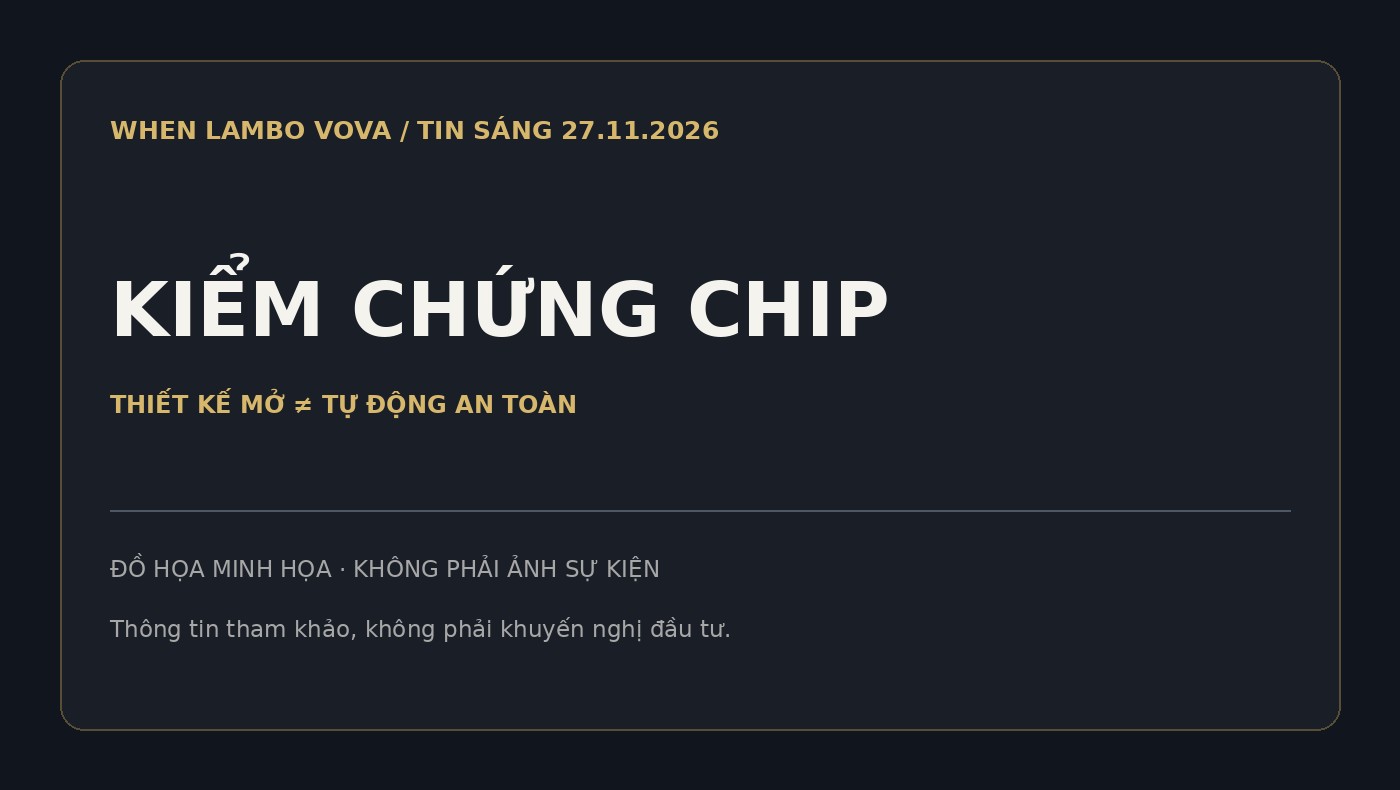 WHEN LAMBO VOVA / TIN SÁNG 27.11.2026
KIỂM CHỨNG CHIP
THIẾT KẾ MỞ ≠ TỰ ĐỘNG AN TOÀN
ĐỒ HỌA MINH HỌA · KHÔNG PHẢI ẢNH SỰ KIỆN
Thông tin tham khảo, không phải khuyến nghị đầu tư.